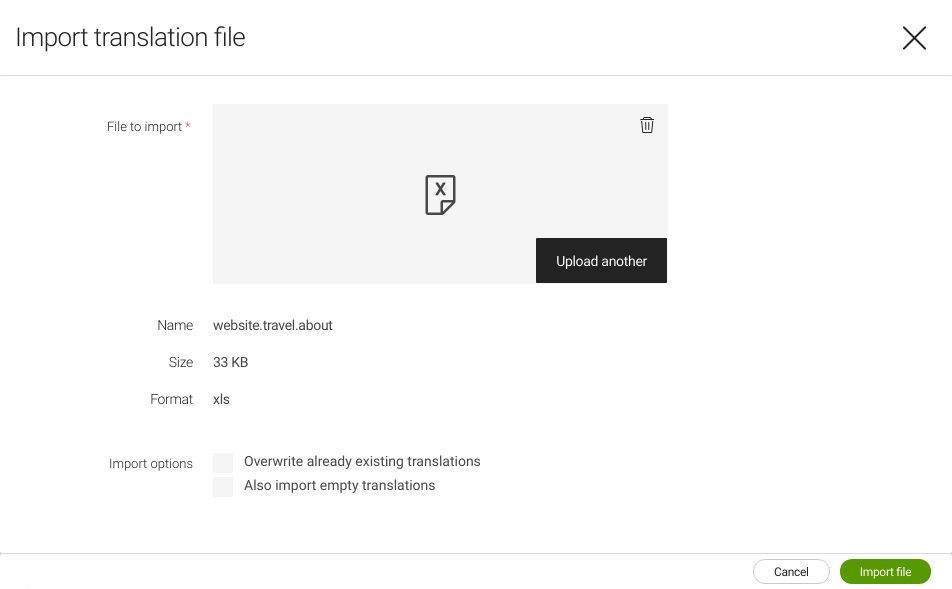 Import translation file
File to import *
X
Upload another
Name website.travel.about
Size 33 KB
Format xls
Import options
Overwrite already existing translations
Also import empty translations
Cancel Import file